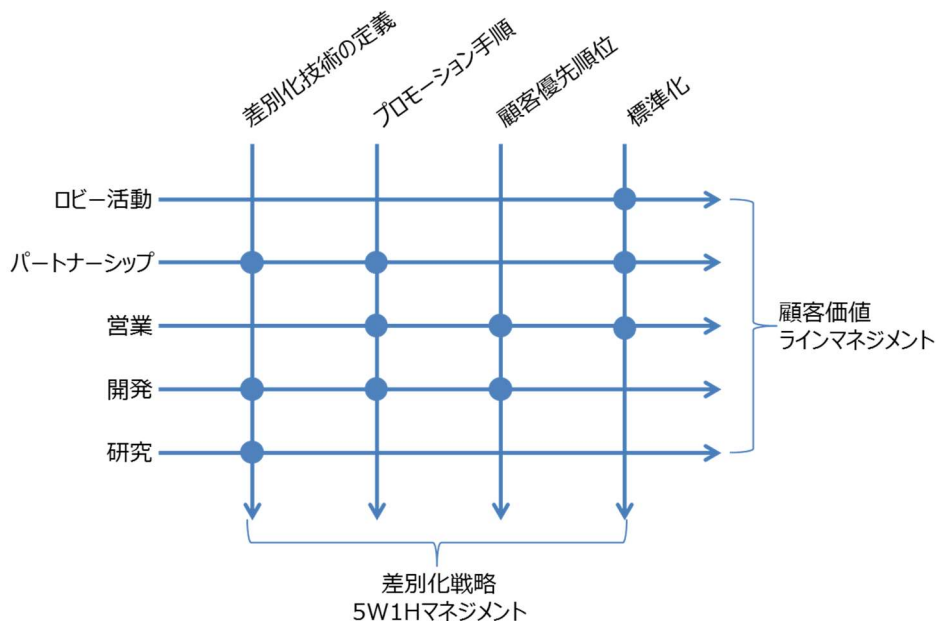 差別化技術の定義
プロモーション手順
顧客優先順位
標準化
ロビー活動
パートナーシップ
営業
開発
研究
顧客価値
ラインマネジメント
差別化戦略
5W1Hマネジメント